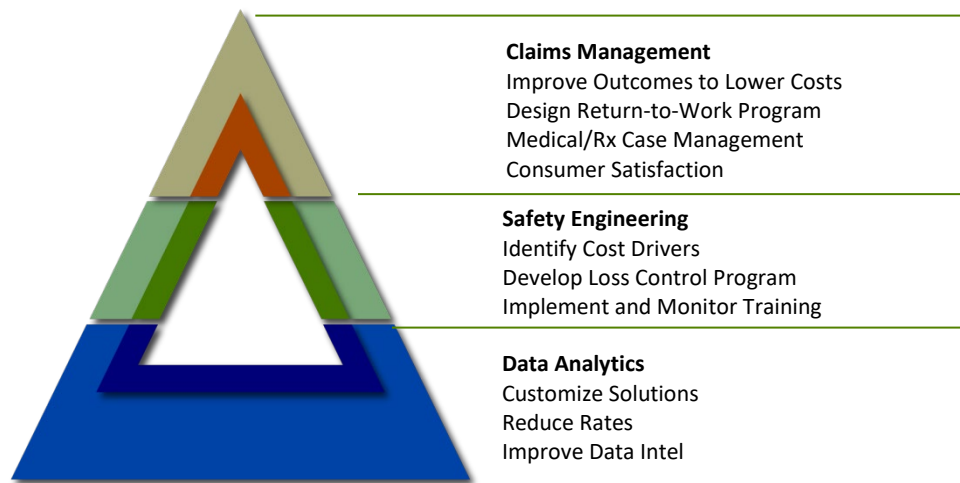 Claims Management
Improve Outcomes to Lower Costs
Design Return-to-Work Program
Medical/Rx Case Management
Consumer Satisfaction
Safety Engineering
Identify Cost Drivers
Develop Loss Control Program
Implement and Monitor Training
Data Analytics
Customize Solutions
Reduce Rates
Improve Data Intel